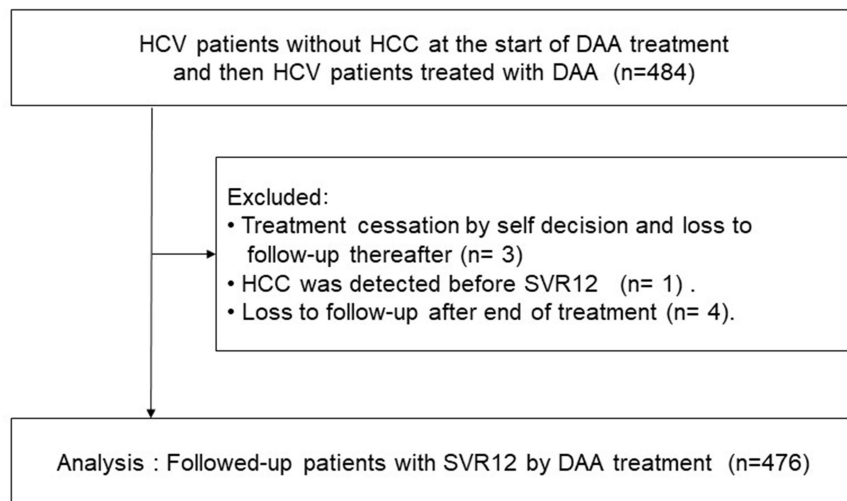 HCV patients without HCC at the start of DAA treatment
and then HCV patients treated with DAA (n=484)
Excluded:
• Treatment cessation by self decision and loss to
follow-up thereafter (n= 3)
• HCC was detected before SVR12 (n= 1) .
• Loss to follow-up after end of treatment (n= 4).
Analysis : Followed-up patients with SVR12 by DAA treatment (n=476)